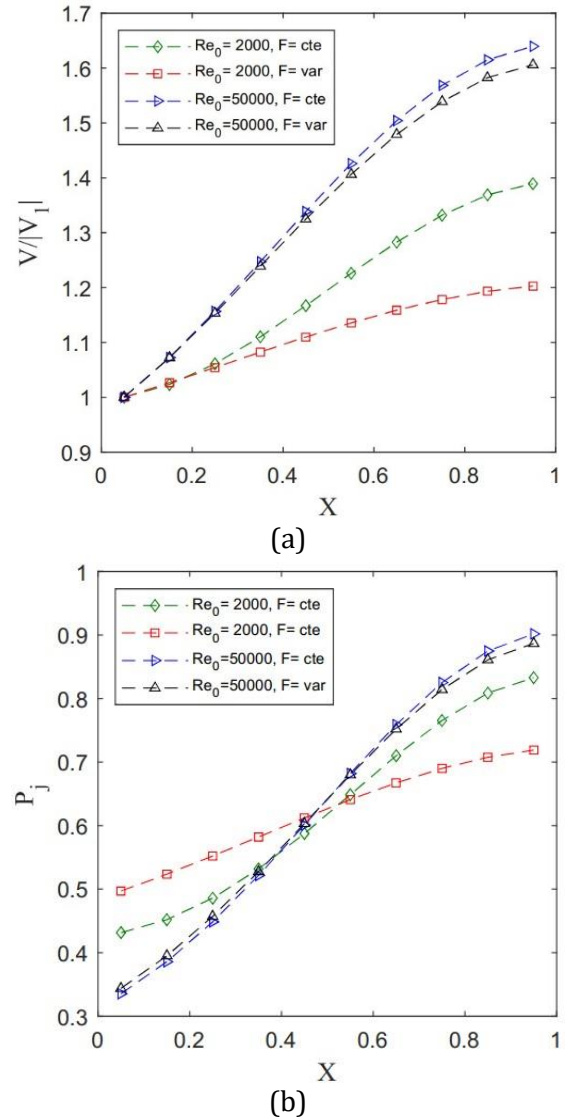 1.7
1.6
1.5
1.4
1.3
1.2
1.1
1
0.9
V/|V₁|
Re₀= 2000, F= cte
Re₀= 2000, F= var
Re₀=50000, F= cte
Re₀=50000, F= var
0 0.2 0.4 0.6 0.8 1
X
(a)
1
0.9
0.8
0.7
0.6
0.5
0.4
0.3
Pⱼ
Re₀= 2000, F= cte
Re₀= 2000, F= cte
Re₀=50000, F= cte
Re₀=50000, F= var
0 0.2 0.4 0.6 0.8 1
X
(b)